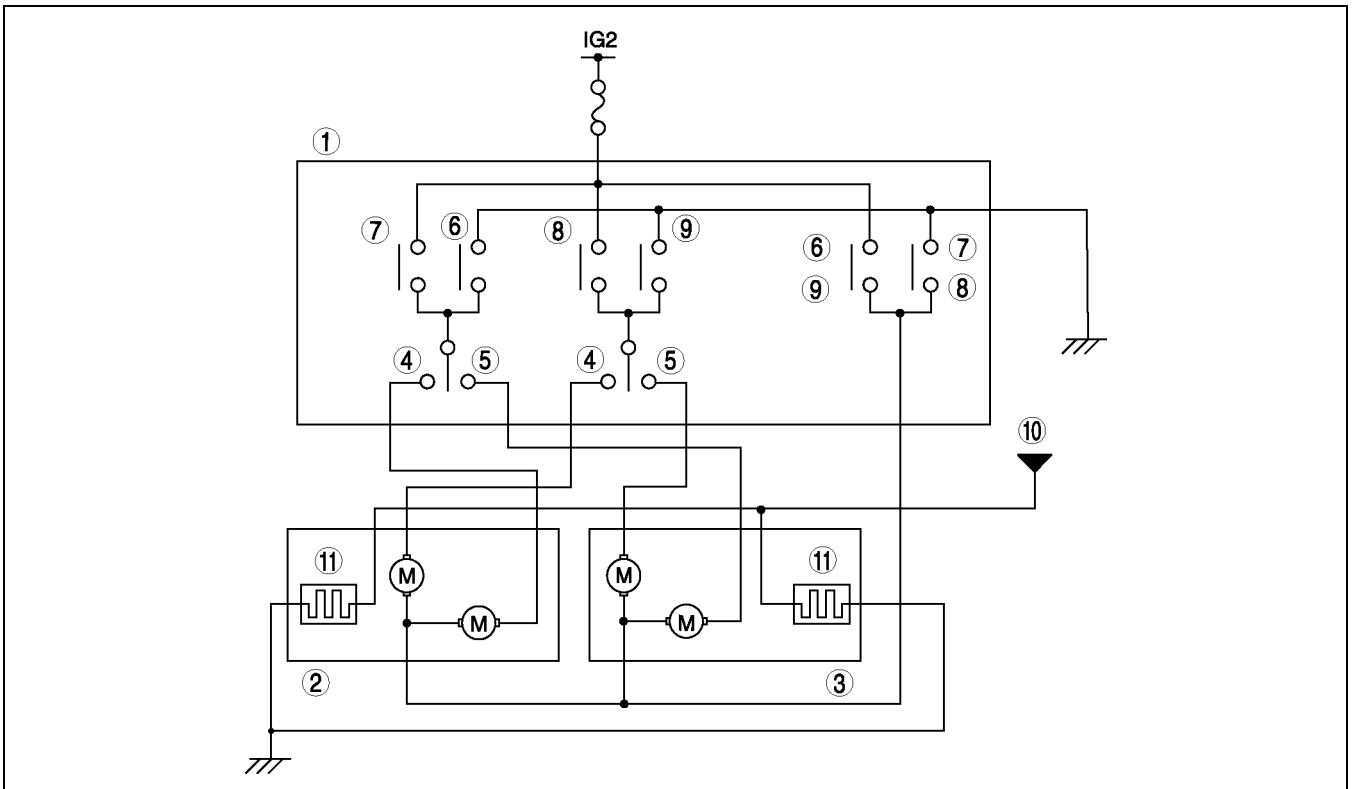 IG2
①
⑦ ⑥ ⑧ ⑨ ⑥ ⑦
⑨ ⑧
④ ⑤ ④ ⑤
⑩
⑪ M M ⑪
M M
② ③